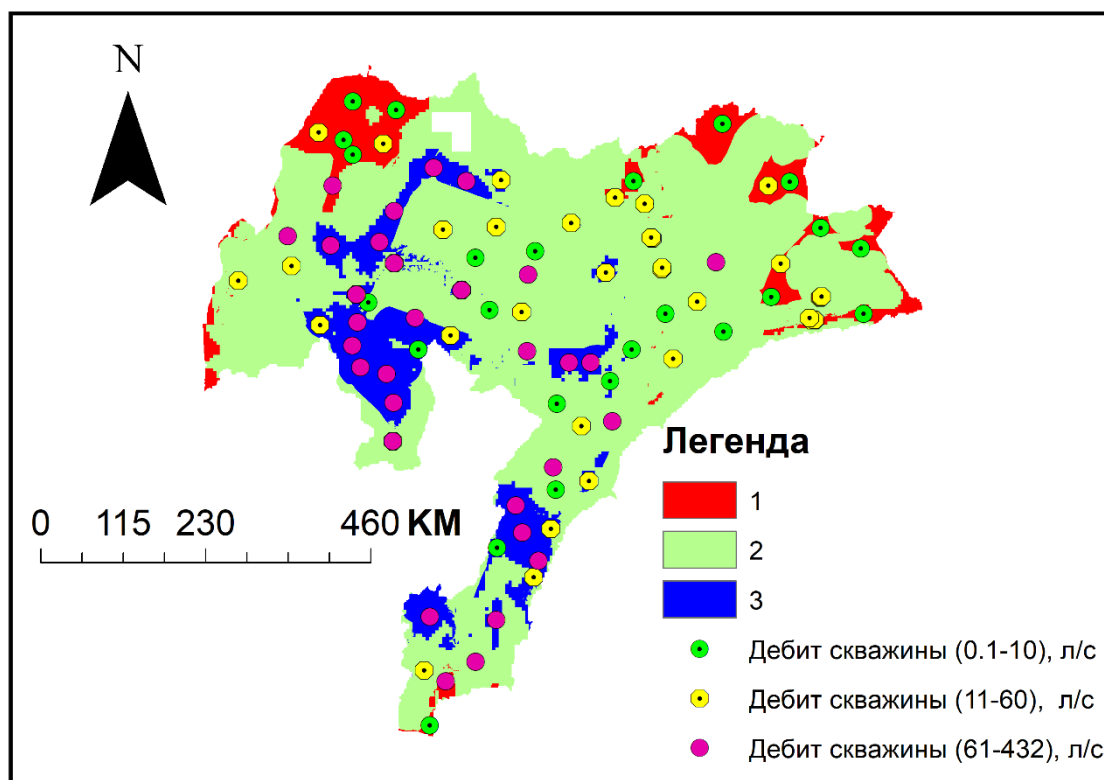 N
Легенда
1
2
3
0 115 230 460 KM
Дебит скважины (0.1-10), л/с
Дебит скважины (11-60), л/с
Дебит скважины (61-432), л/с